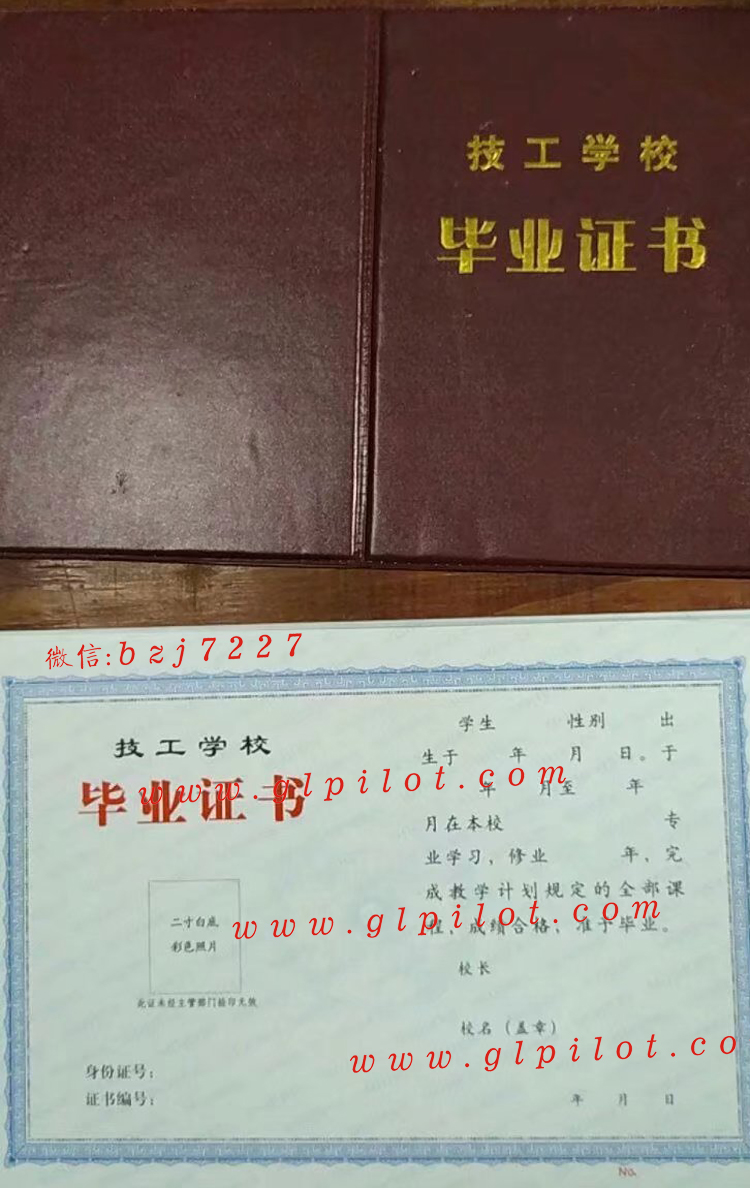 技工学校
毕业证书
微信:bzj7227
技工学校
毕业证书
www.glpilot.com
二寸白底
彩色照片
此证未经主管部门验印无效
身份证号:
证书编号:
学生 性别 出
生于 年 月 日。于
年 月至 年
月在本校 专
业学习，修业 年，完
成教学计划规定的全部课
程，成绩合格，准予毕业。
www.glpilot.com
校长
校名（盖章）
www.glpilot.co
年 月 日
No.